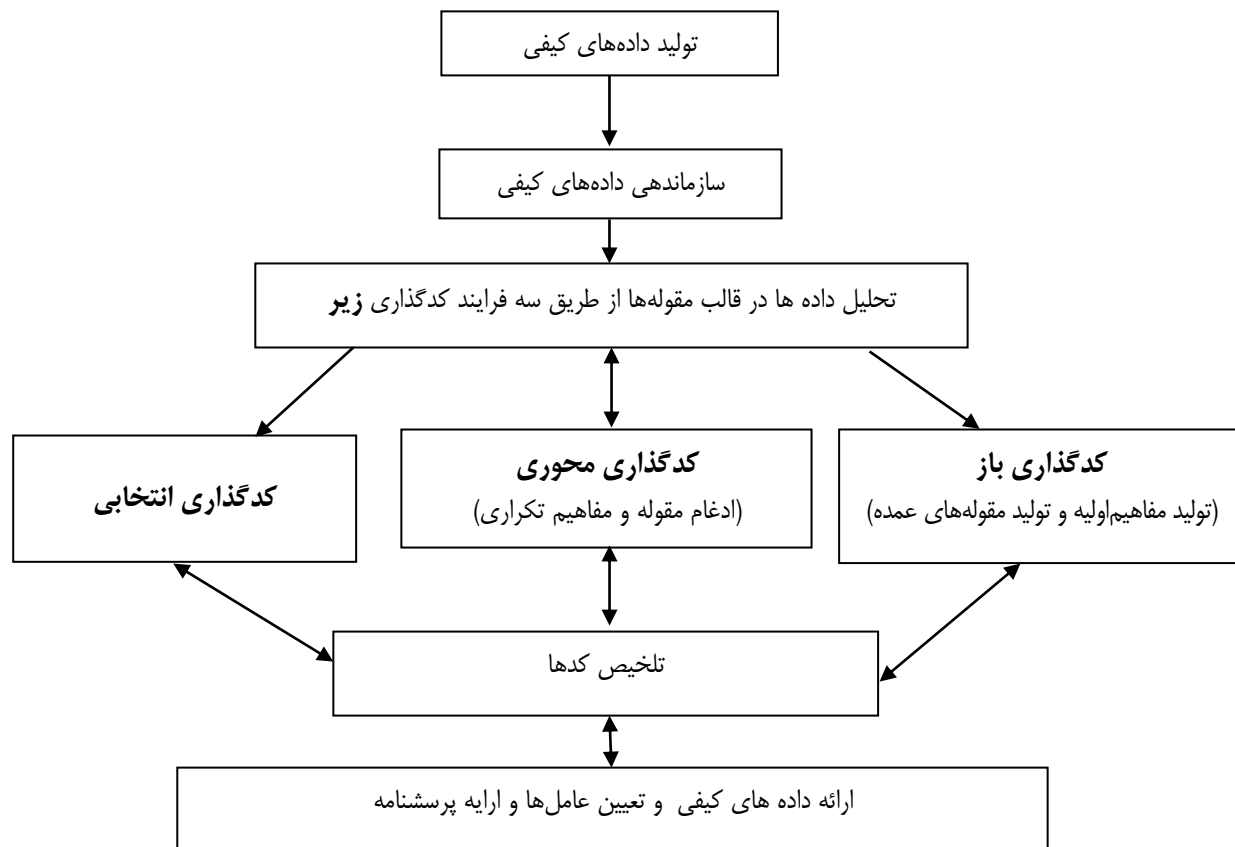 تولید داده‌های کیفی
سازماندهی داده‌های کیفی
تحلیل داده ها در قالب مقوله‌ها از طریق سه فرایند کدگذاری زیر
کدگذاری باز
(تولید مفاهیم‌اولیه و تولید مقوله‌های عمده)
کدگذاری محوری
(ادغام مقوله و مفاهیم تکراری)
کدگذاری انتخابی
تلخیص کدها
ارائه داده های کیفی و تعیین عامل‌ها و ارایه پرسشنامه